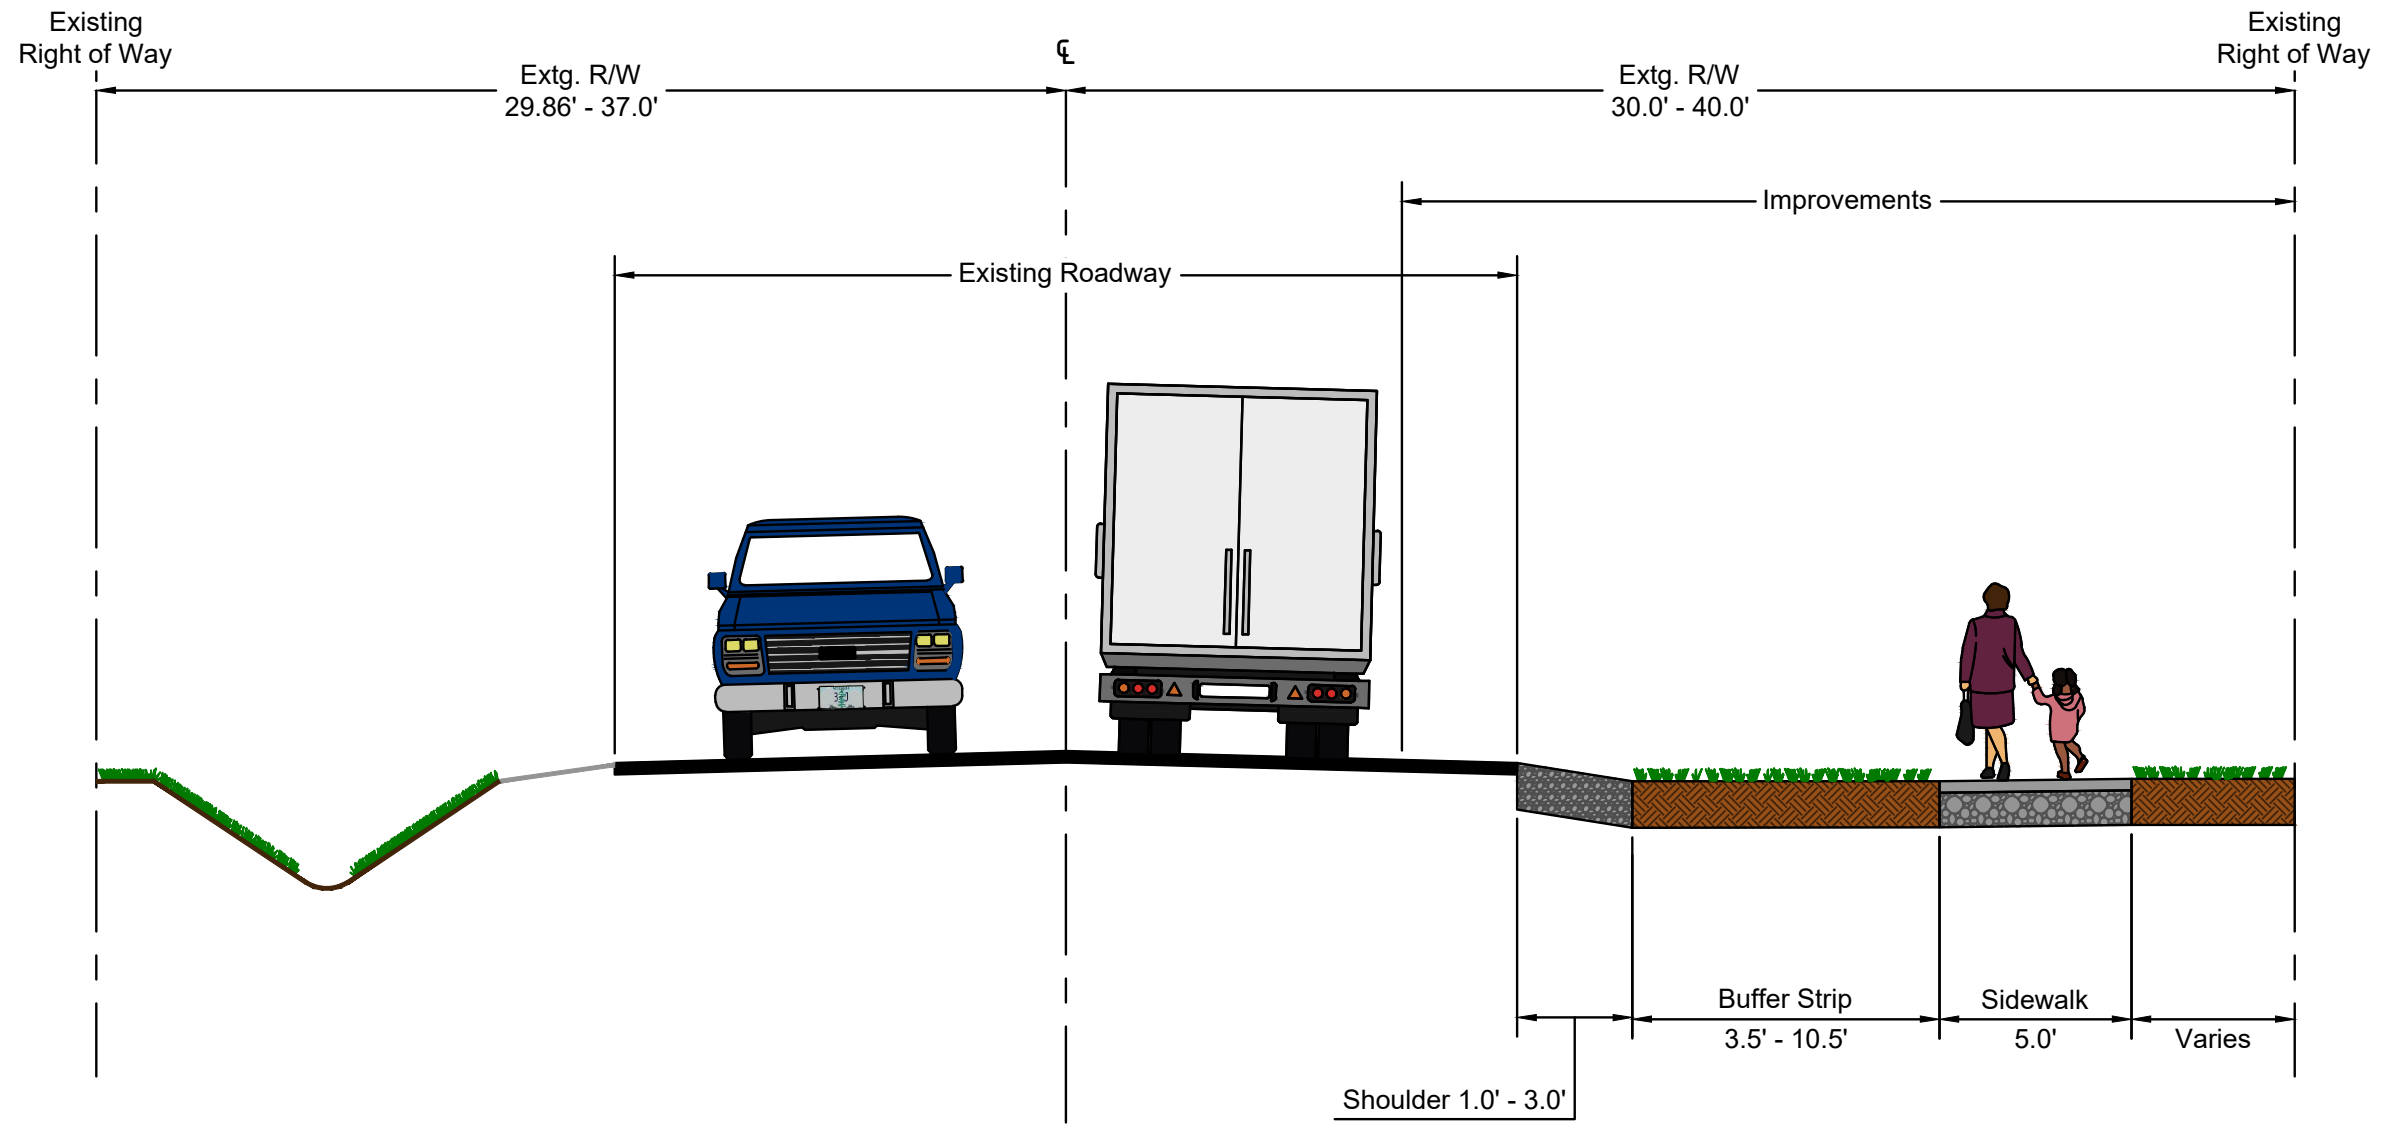 Existing
Right of Way
℄
Existing
Right of Way
Extg. R/W
29.86' - 37.0'
Extg. R/W
30.0' - 40.0'
Improvements
Existing Roadway
Buffer Strip
3.5' - 10.5'
Sidewalk
5.0'
Varies
Shoulder 1.0' - 3.0'